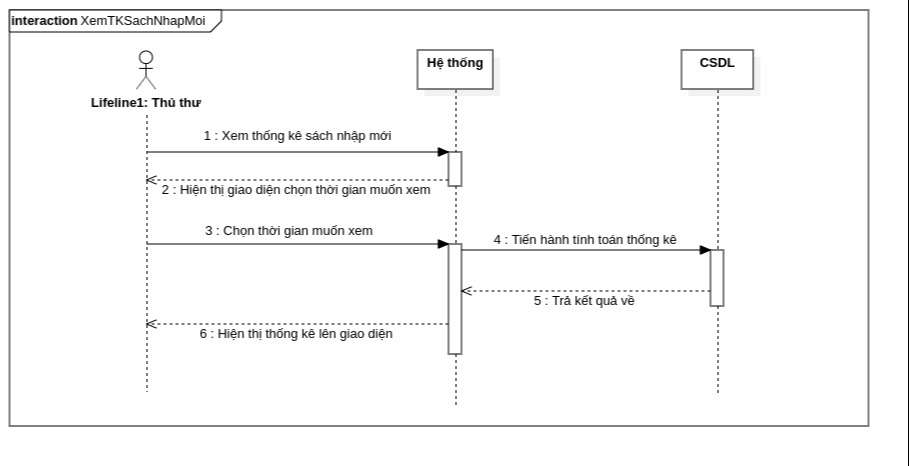 interaction XemTKSachNhapMoi
Hệ thống
CSDL
Lifeline1: Thủ thư
1 : Xem thống kê sách nhập mới
2 : Hiện thị giao diện chọn thời gian muốn xem
3 : Chọn thời gian muốn xem
4 : Tiến hành tính toán thống kê
5 : Trả kết quả về
6 : Hiện thị thống kê lên giao diện